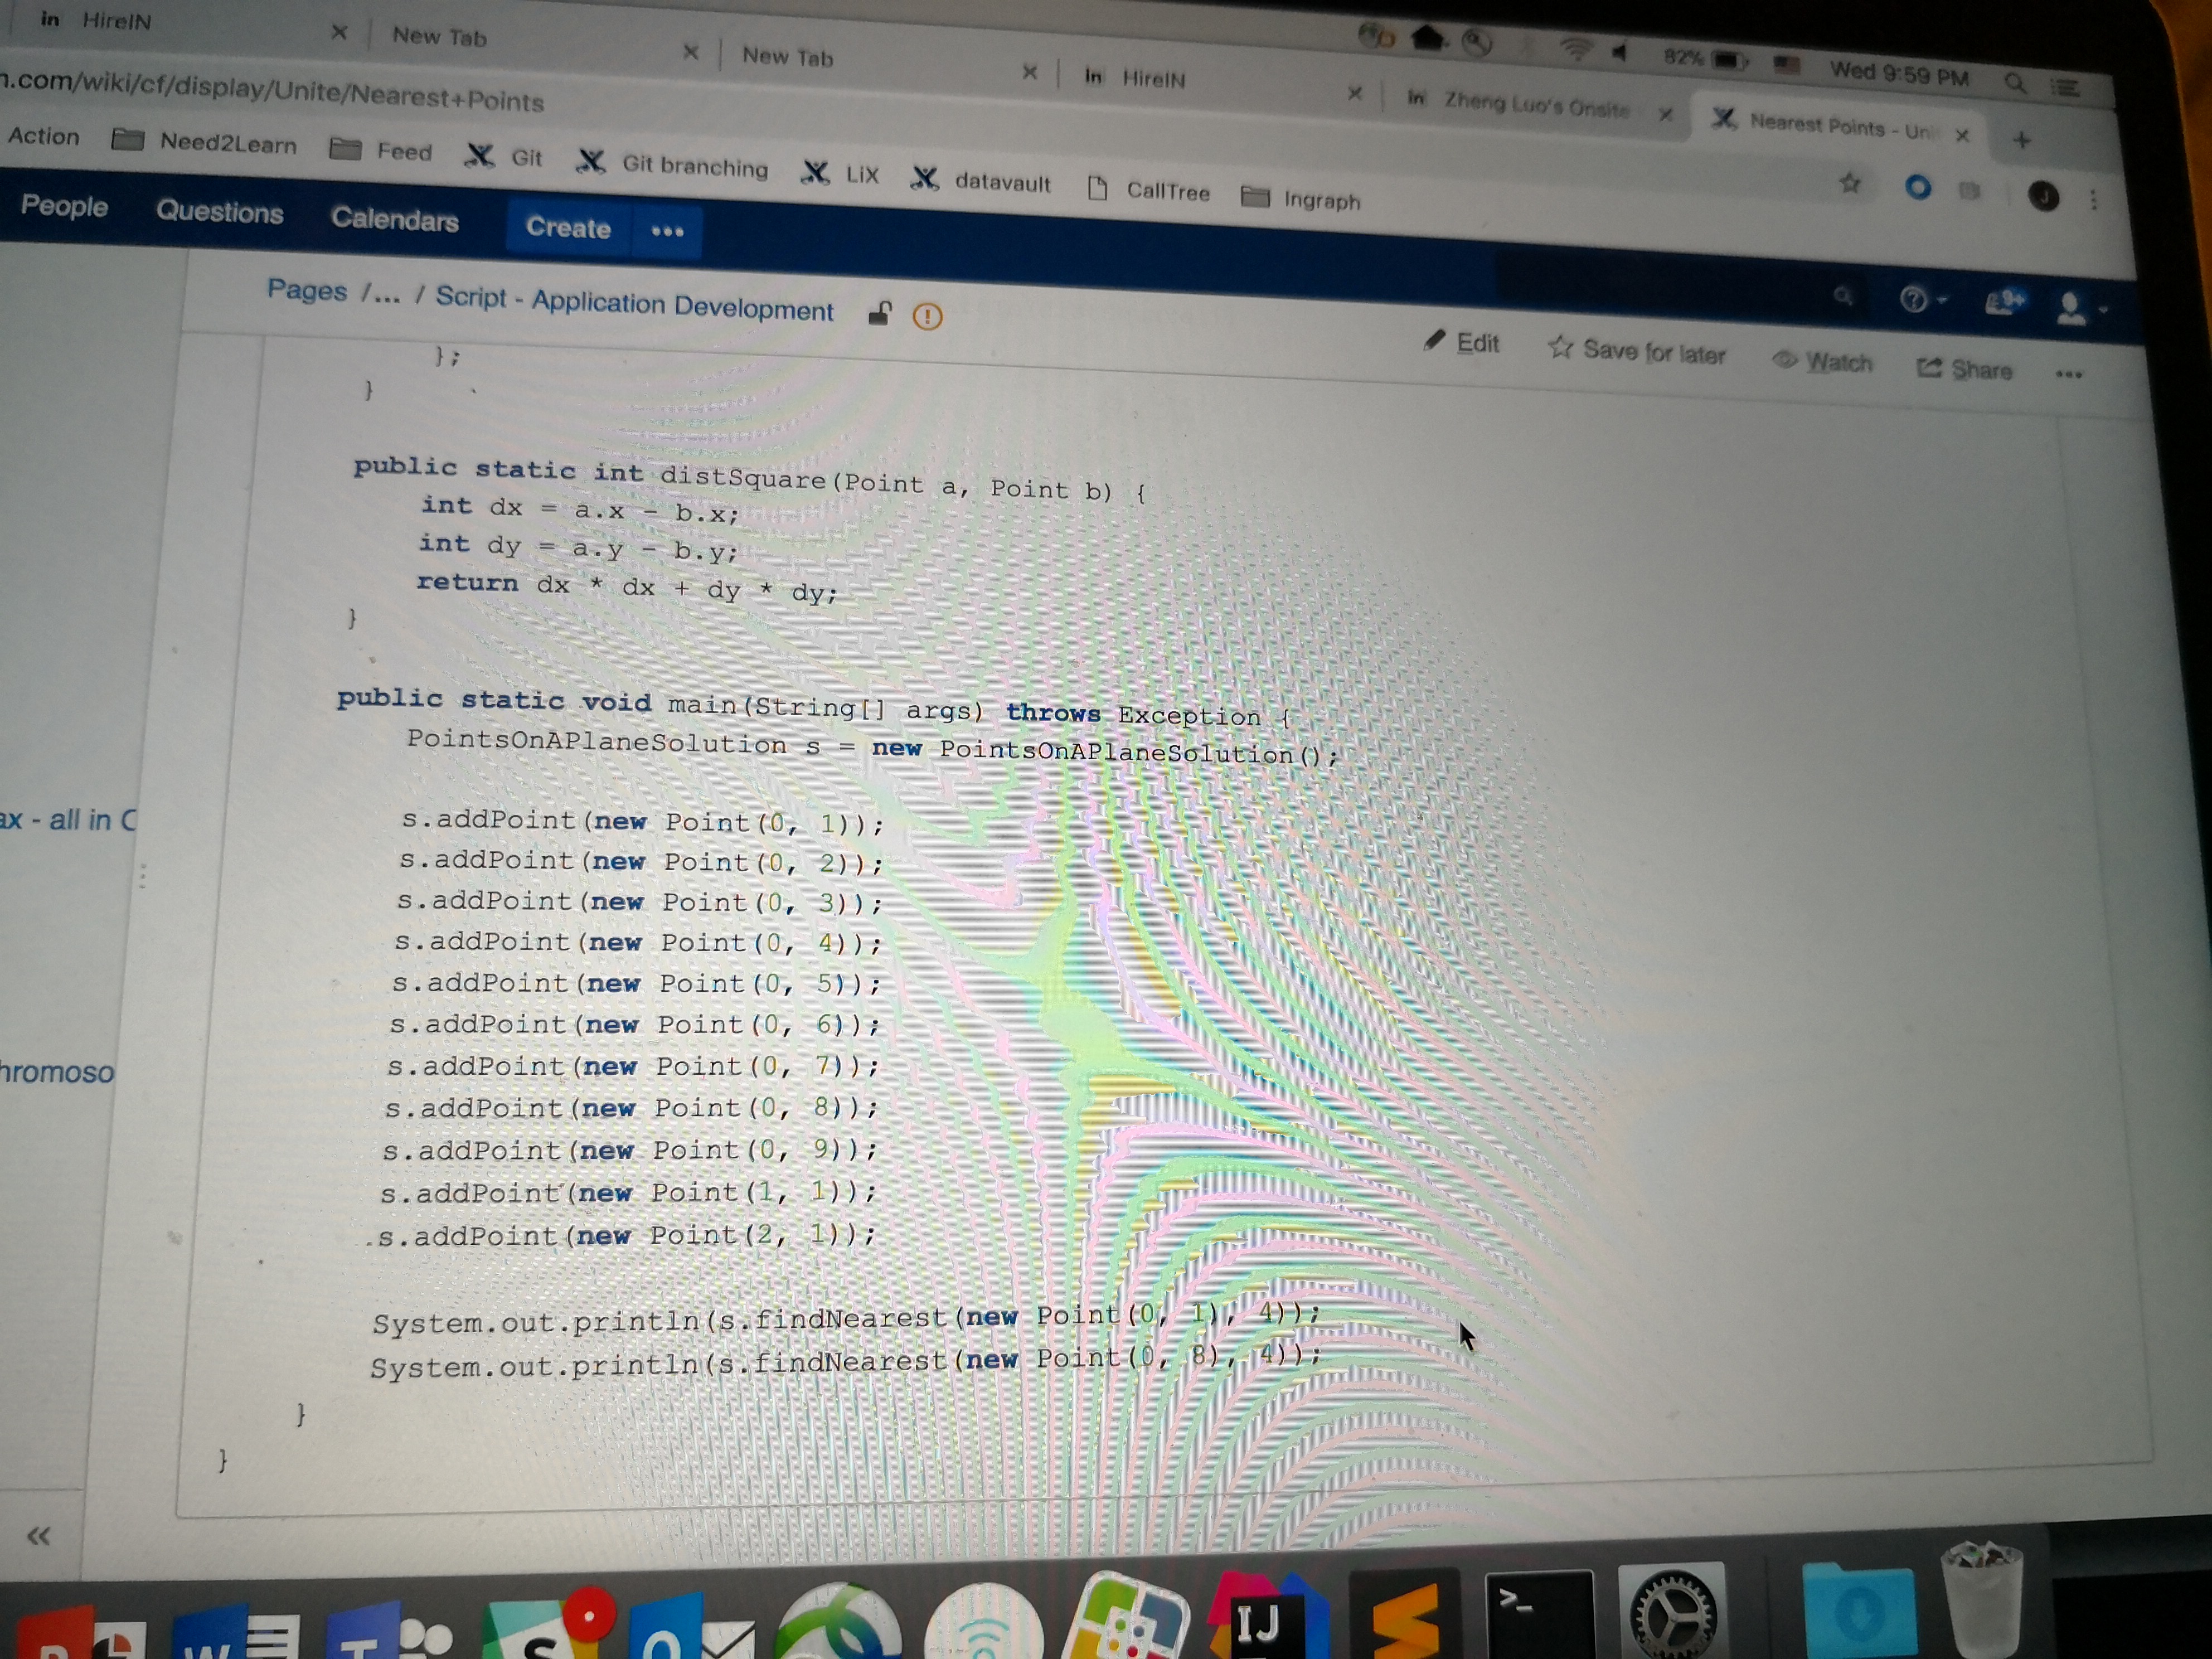 in HireIN
New Tab
New Tab
in HireIN
in Zheng Luo's Onsite
Nearest Points - Uni
82%
Wed 9:59 PM
n.com/wiki/cf/display/Unite/Nearest+Points
Action
Need2Learn
Feed
Git
Git branching
LiX
datavault
CallTree
Ingraph
J
People
Questions
Calendars
Create
•••
9+
Pages /... / Script - Application Development
Edit
Save for later
Watch
Share
•••
};
}
public static int distSquare(Point a, Point b) {
int dx = a.x - b.x;
int dy = a.y - b.y;
return dx * dx + dy * dy;
}
public static void main(String[] args) throws Exception {
PointsOnAPlaneSolution s = new PointsOnAPlaneSolution();
ax - all in C
s.addPoint(new Point(0, 1));
s.addPoint(new Point(0, 2));
s.addPoint(new Point(0, 3));
s.addPoint(new Point(0, 4));
s.addPoint(new Point(0, 5));
s.addPoint(new Point(0, 6));
s.addPoint(new Point(0, 7));
hromoso
s.addPoint(new Point(0, 8));
s.addPoint(new Point(0, 9));
s.addPoint(new Point(1, 1));
s.addPoint(new Point(2, 1));
System.out.println(s.findNearest(new Point(0, 1), 4));
System.out.println(s.findNearest(new Point(0, 8), 4));
}
}
«
W
T
S
O
IJ
>_